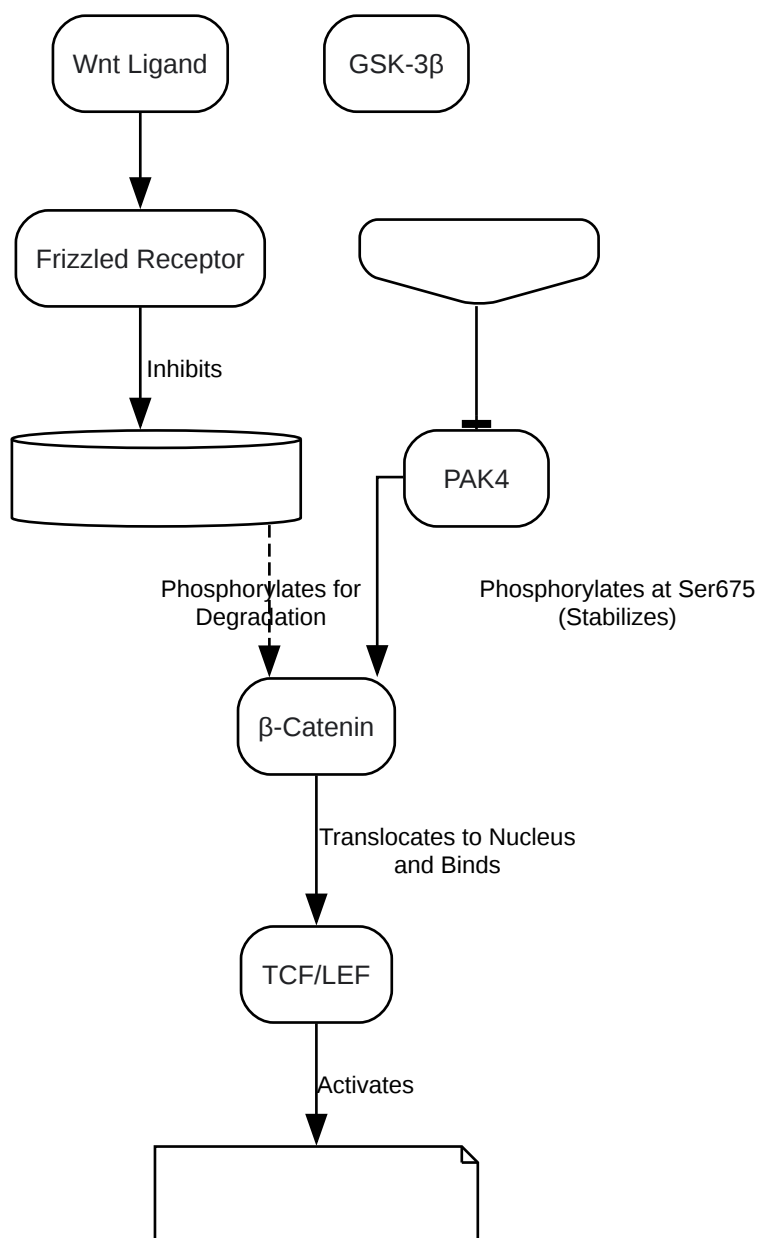 Wnt Ligand
GSK-3β
Frizzled Receptor
Inhibits
PAK4
Phosphorylates for
Degradation
Phosphorylates at Ser675
(Stabilizes)
β-Catenin
Translocates to Nucleus
and Binds
TCF/LEF
Activates